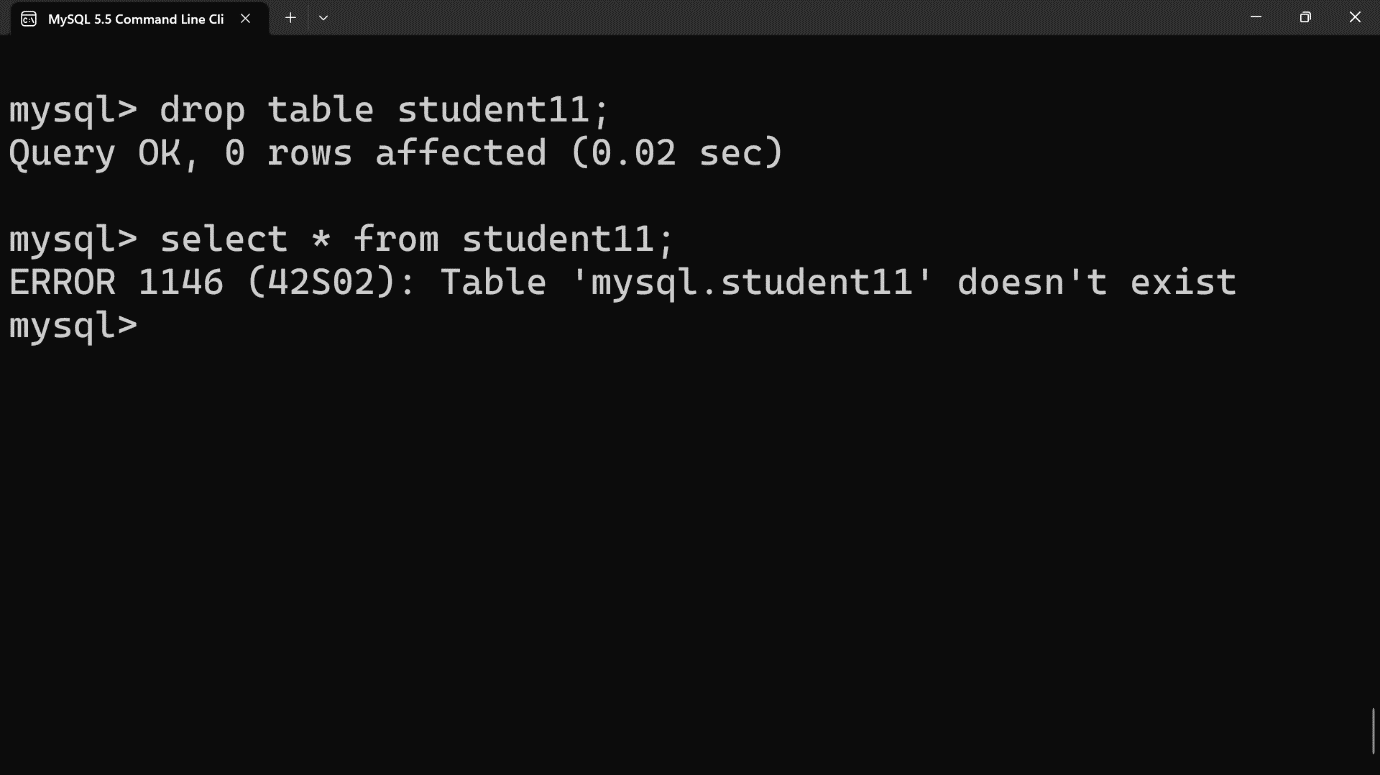 MySQL 5.5 Command Line Cli
mysql> drop table student11;
Query OK, 0 rows affected (0.02 sec)
mysql> select * from student11;
ERROR 1146 (42S02): Table 'mysql.student11' doesn't exist
mysql>